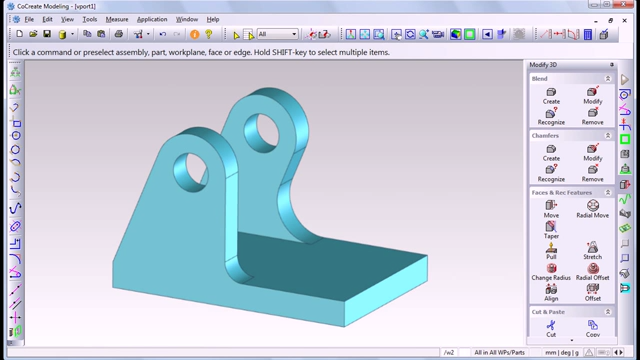 CoCreate Modeling - [vport1]
File Edit View Tools Measure Application Window Help
All
Click a command or preselect assembly, part, workplane, face or edge. Hold SHIFT-key to select multiple items.
Modify 3D
Blend
Create Modify
Recognize Remove
Chamfers
Create Modify
Recognize Remove
Faces & Rec Features
Move Radial Move
Taper
Pull Stretch
Change Radius Radial Offset
Align Offset
Cut & Paste
Cut Copy
/w2 All in All WPs/Parts mm | deg | g